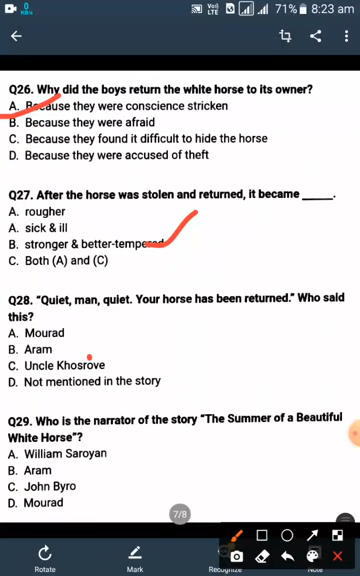 0
KB/s
Vo))
LTE
71% 8:23 am
Q26. Why did the boys return the white horse to its owner?
A. Because they were conscience stricken
B. Because they were afraid
C. Because they found it difficult to hide the horse
D. Because they were accused of theft
Q27. After the horse was stolen and returned, it became _____.
A. rougher
A. sick & ill
B. stronger & better-tempered
C. Both (A) and (C)
Q28. “Quiet, man, quiet. Your horse has been returned.” Who said
this?
A. Mourad
B. Aram
C. Uncle Khosrove
D. Not mentioned in the story
Q29. Who is the narrator of the story “The Summer of a Beautiful
White Horse”?
A. William Saroyan
B. Aram
C. John Byro
D. Mourad
7/8
Rotate
Mark
Recognize
Note